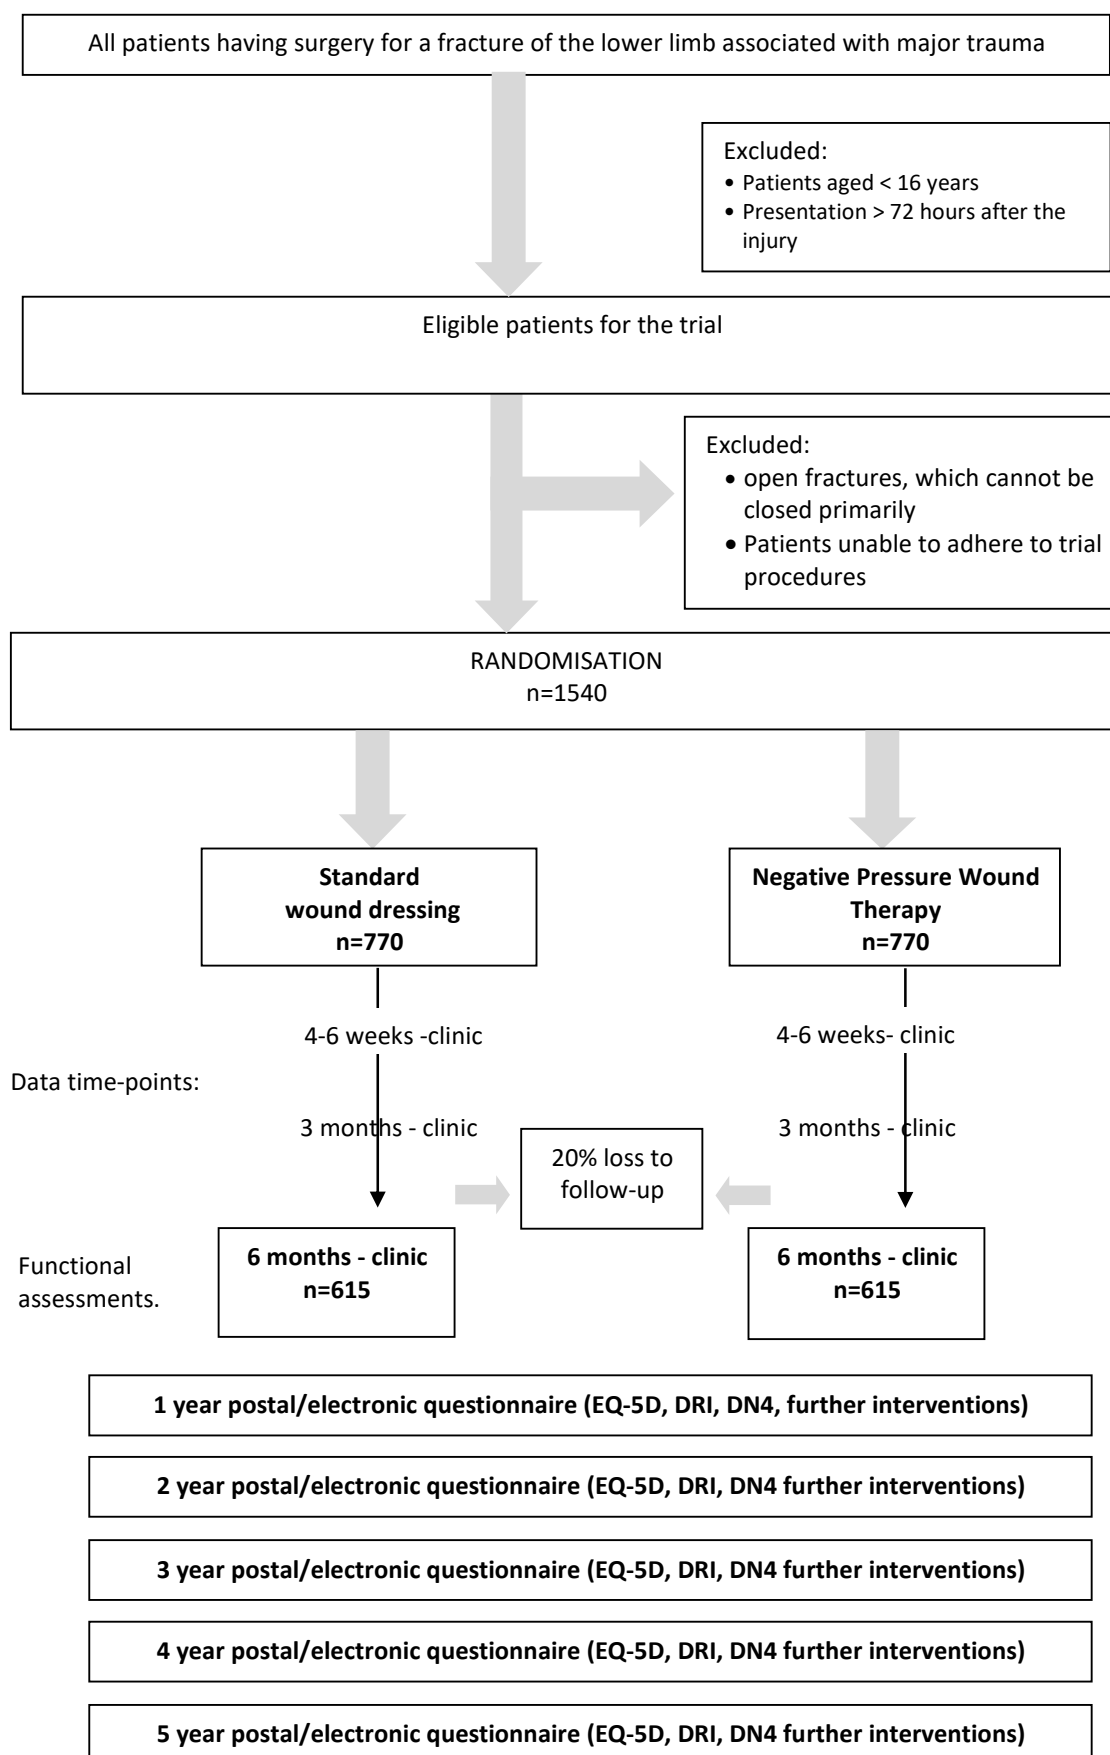 All patients having surgery for a fracture of the lower limb associated with major trauma
Excluded:
• Patients aged < 16 years
• Presentation > 72 hours after the
injury
Eligible patients for the trial
Excluded:
• open fractures, which cannot be
closed primarily
• Patients unable to adhere to trial
procedures
RANDOMISATION
n=1540
Standard
wound dressing
n=770
Negative Pressure Wound
Therapy
n=770
4-6 weeks -clinic
4-6 weeks- clinic
Data time-points:
3 months - clinic
3 months - clinic
20% loss to
follow-up
Functional
assessments.
6 months - clinic
n=615
6 months - clinic
n=615
1 year postal/electronic questionnaire (EQ-5D, DRI, DN4, further interventions)
2 year postal/electronic questionnaire (EQ-5D, DRI, DN4 further interventions)
3 year postal/electronic questionnaire (EQ-5D, DRI, DN4 further interventions)
4 year postal/electronic questionnaire (EQ-5D, DRI, DN4 further interventions)
5 year postal/electronic questionnaire (EQ-5D, DRI, DN4 further interventions)